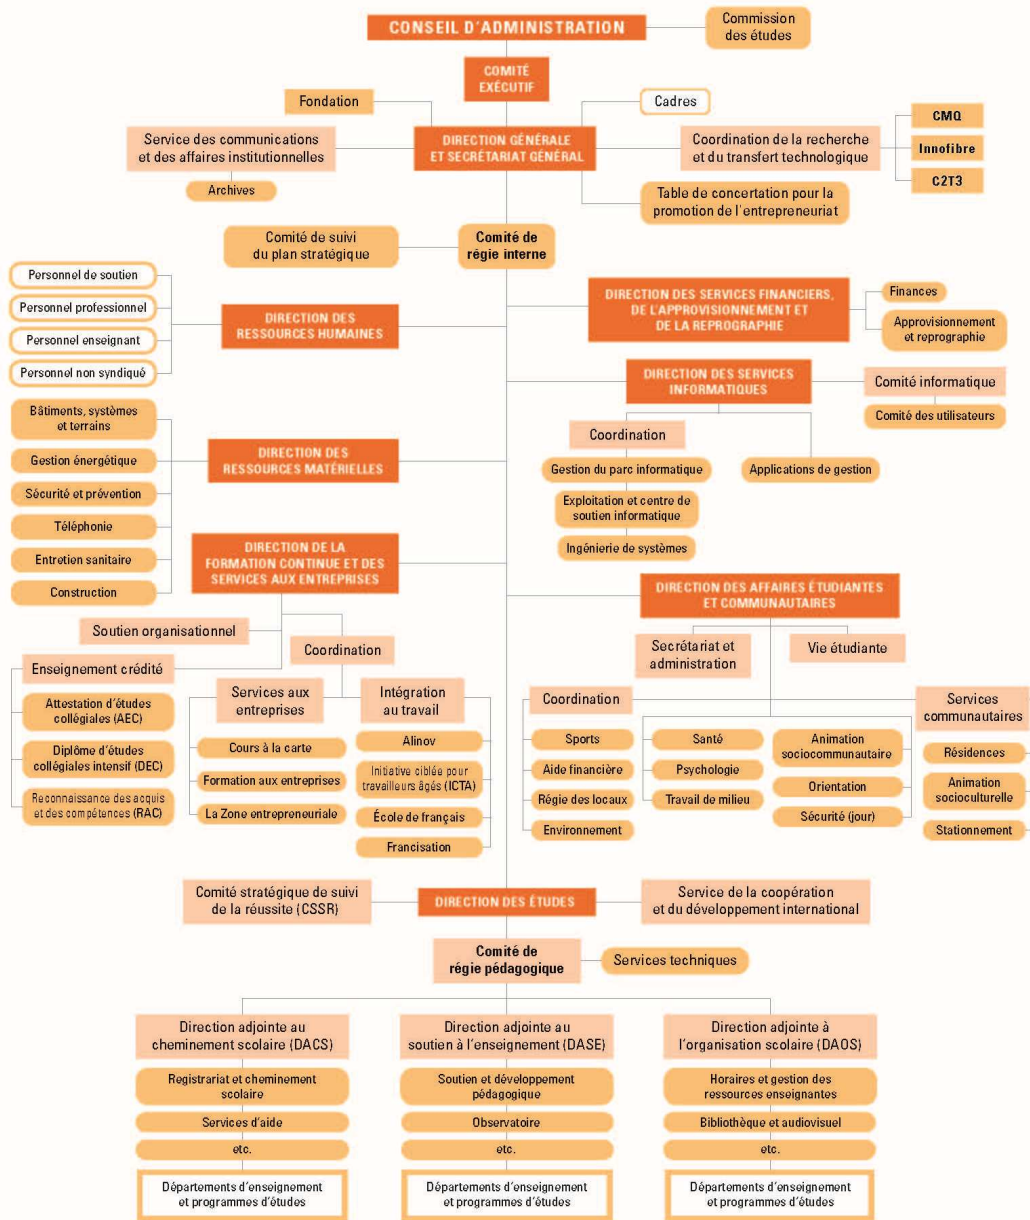 CONSEIL D'ADMINISTRATION
Commission
des études
COMITÉ
EXÉCUTIF
Fondation
Cadres
Service des communications
et des affaires institutionnelles
Archives
DIRECTION GÉNÉRALE
ET SECRÉTARIAT GÉNÉRAL
Coordination de la recherche
et du transfert technologique
CMQ
Innofibre
C2T3
Table de concertation pour la
promotion de l'entrepreneuriat
Comité de suivi
du plan stratégique
Comité de
régie interne
Personnel de soutien
Personnel professionnel
Personnel enseignant
Personnel non syndiqué
DIRECTION DES
RESSOURCES HUMAINES
DIRECTION DES SERVICES FINANCIERS,
DE L'APPROVISIONNEMENT ET
DE LA REPROGRAPHIE
Finances
Approvisionnement
et reprographie
DIRECTION DES SERVICES
INFORMATIQUES
Comité informatique
Comité des utilisateurs
Coordination
Gestion du parc informatique
Exploitation et centre de
soutien informatique
Ingénierie de systèmes
Applications de gestion
Bâtiments, systèmes
et terrains
Gestion énergétique
Sécurité et prévention
Téléphonie
Entretien sanitaire
Construction
DIRECTION DES
RESSOURCES MATÉRIELLES
DIRECTION DE LA
FORMATION CONTINUE ET DES
SERVICES AUX ENTREPRISES
Soutien organisationnel
Coordination
Enseignement crédité
Attestation d'études
collégiales (AEC)
Diplôme d'études
collégiales intensif (DEC)
Reconnaissance des acquis
et des compétences (RAC)
Services aux
entreprises
Cours à la carte
Formation aux entreprises
La Zone entrepreneuriale
Intégration
au travail
Alinov
Initiative ciblée pour
travailleurs âgés (ICTA)
École de français
Francisation
DIRECTION DES AFFAIRES ÉTUDIANTES
ET COMMUNAUTAIRES
Secrétariat et
administration
Vie étudiante
Coordination
Sports
Aide financière
Régie des locaux
Environnement
Santé
Psychologie
Travail de milieu
Animation
sociocommunautaire
Orientation
Sécurité (jour)
Services
communautaires
Résidences
Animation
socioculturelle
Stationnement
Comité stratégique de suivi
de la réussite (CSSR)
DIRECTION DES ÉTUDES
Service de la coopération
et du développement international
Comité de
régie pédagogique
Services techniques
Direction adjointe au
cheminement scolaire (DACS)
Registrariat et cheminement
scolaire
Services d'aide
etc.
Départements d'enseignement
et programmes d'études
Direction adjointe au
soutien à l'enseignement (DASE)
Soutien et développement
pédagogique
Observatoire
etc.
Départements d'enseignement
et programmes d'études
Direction adjointe à
l'organisation scolaire (DAOS)
Horaires et gestion des
ressources enseignantes
Bibliothèque et audiovisuel
etc.
Départements d'enseignement
et programmes d'études